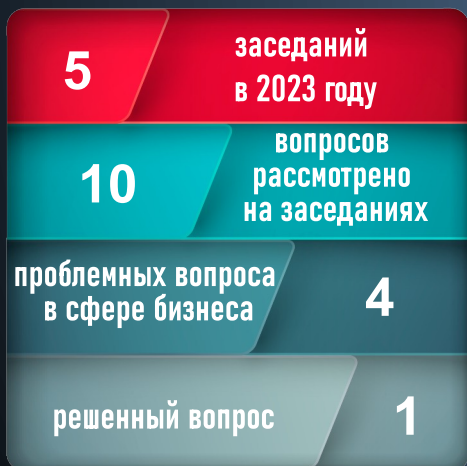 5
заседаний
в 2023 году
10
вопросов
рассмотрено
на заседаниях
проблемных вопроса
в сфере бизнеса
4
решенный вопрос
1